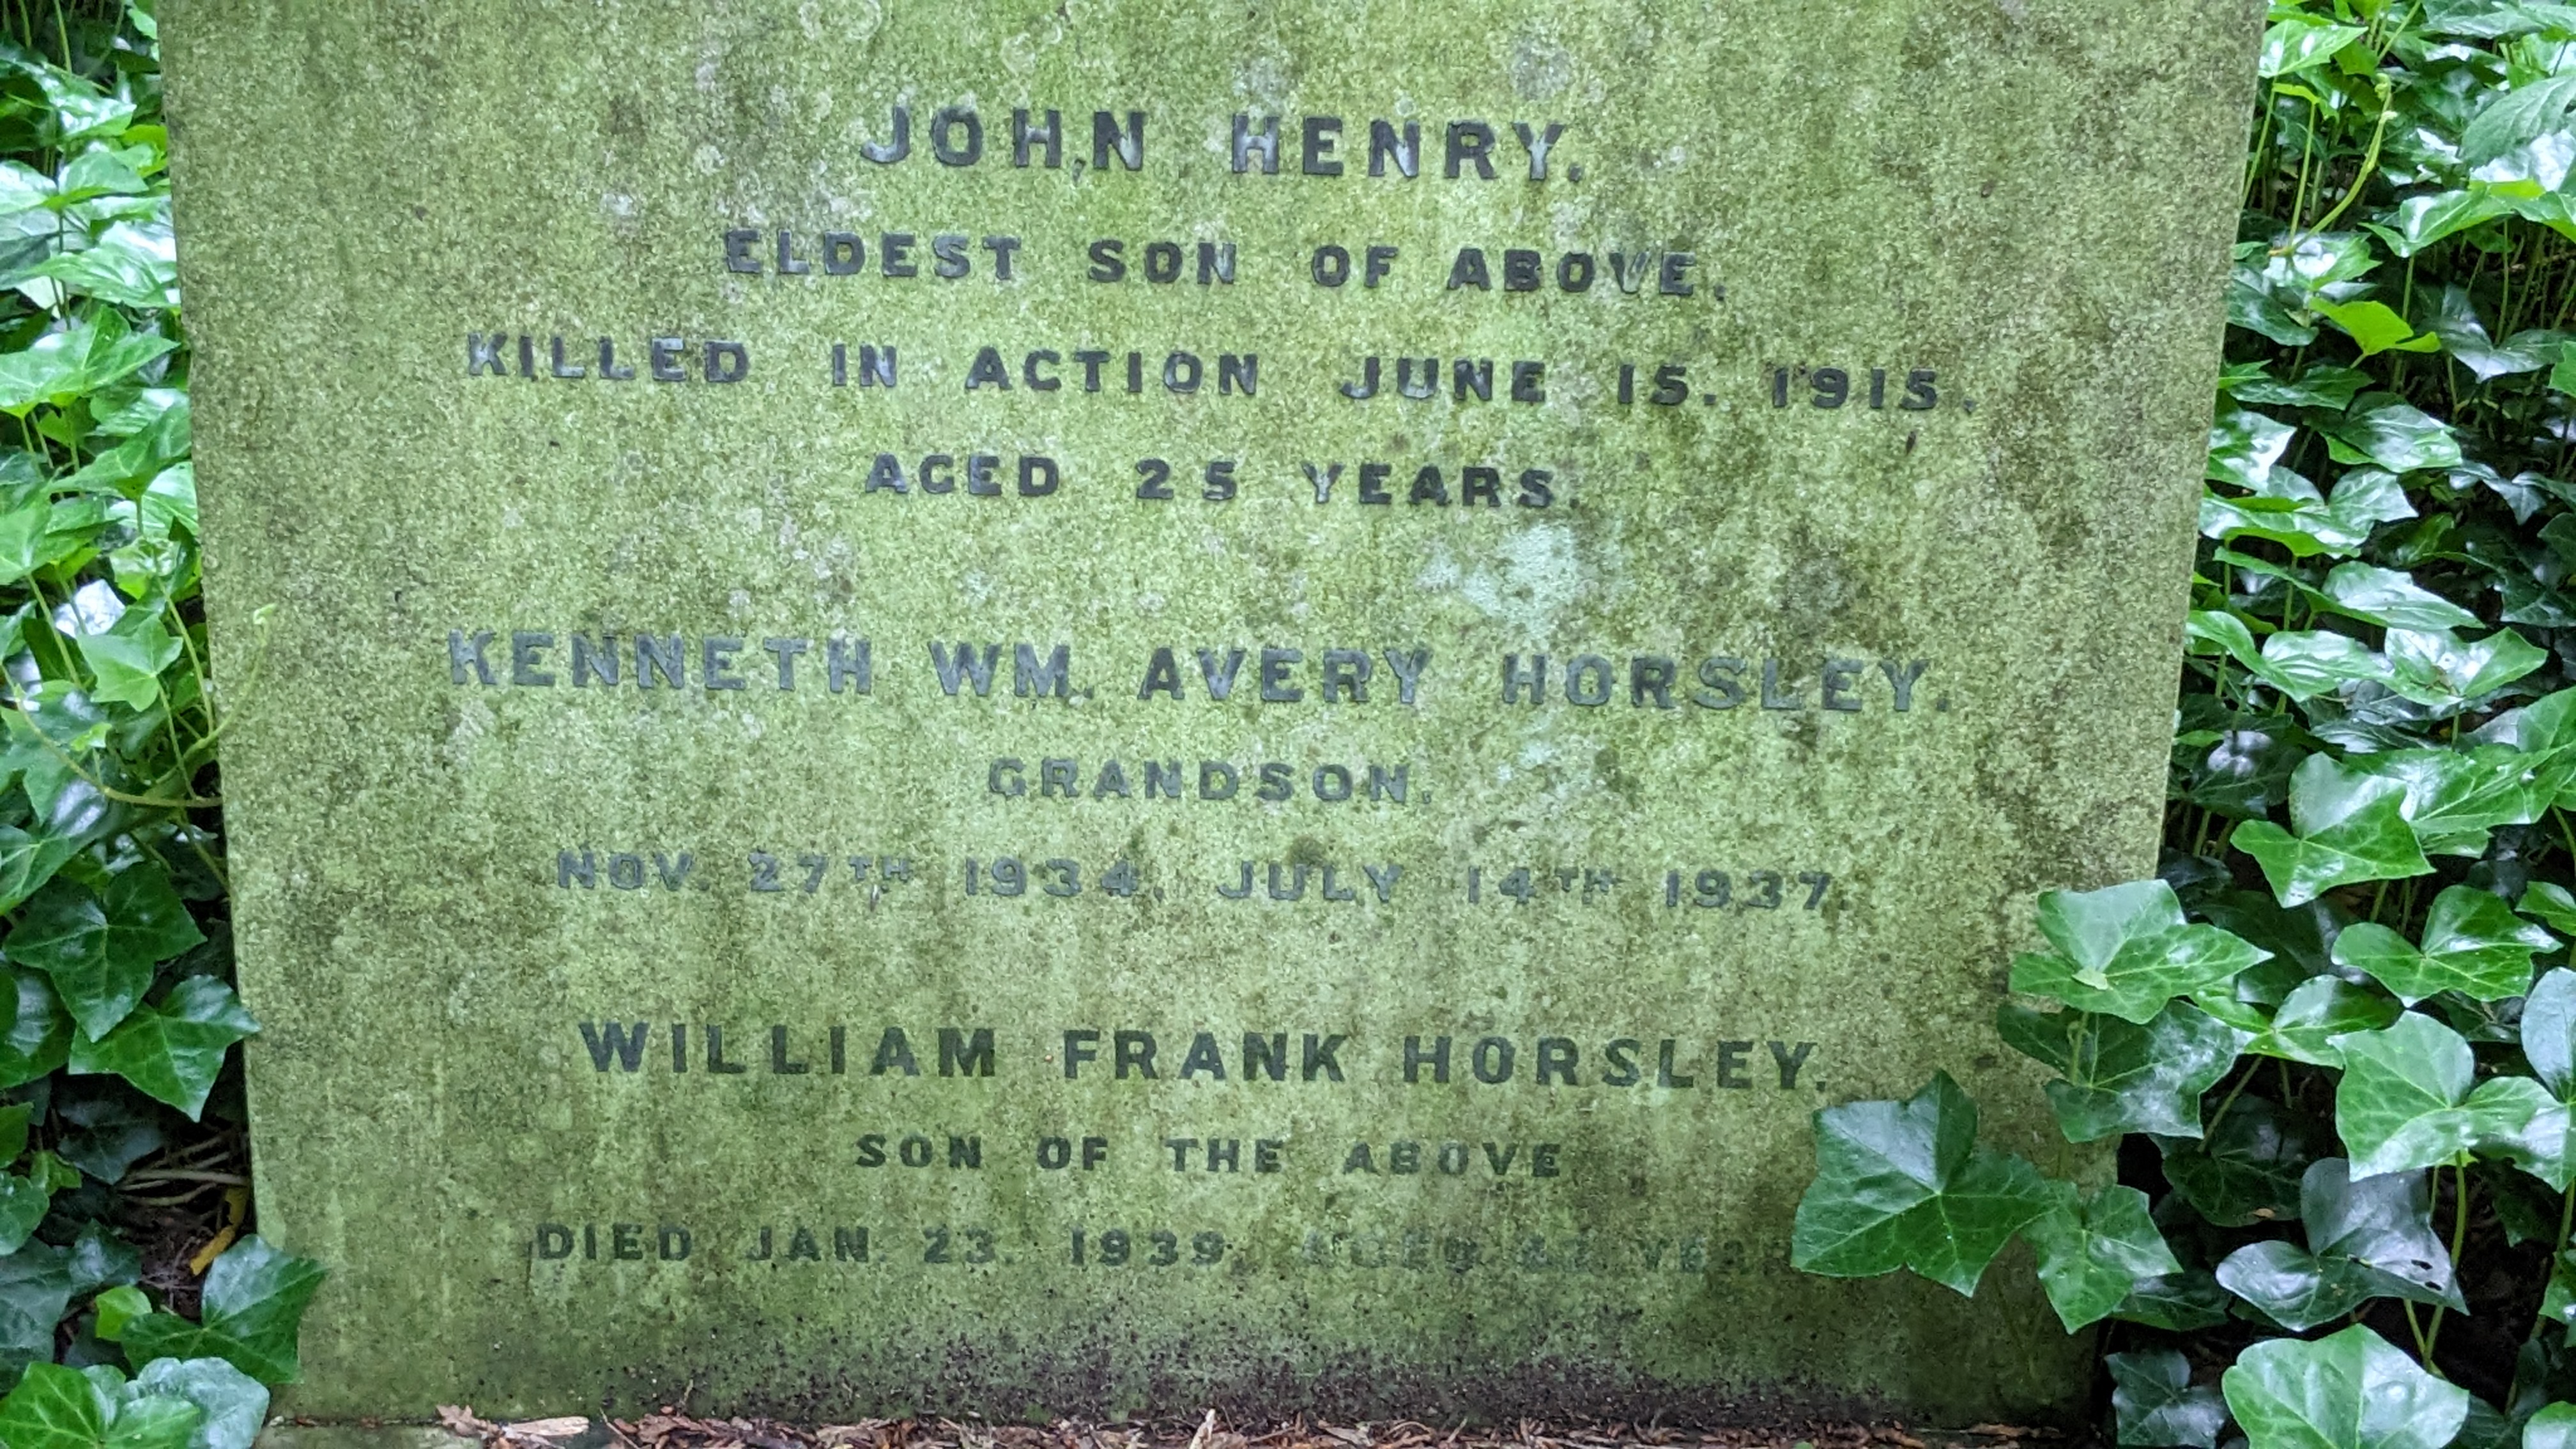 JOHN HENRY.
ELDEST SON OF ABOVE,
KILLED IN ACTION JUNE 15. 1915,
AGED 25 YEARS.
KENNETH WM. AVERY HORSLEY.
GRANDSON.
NOV. 27TH 1934, JULY 14TH 1937.
WILLIAM FRANK HORSLEY.
SON OF THE ABOVE
DIED JAN. 23. 1939. AGED